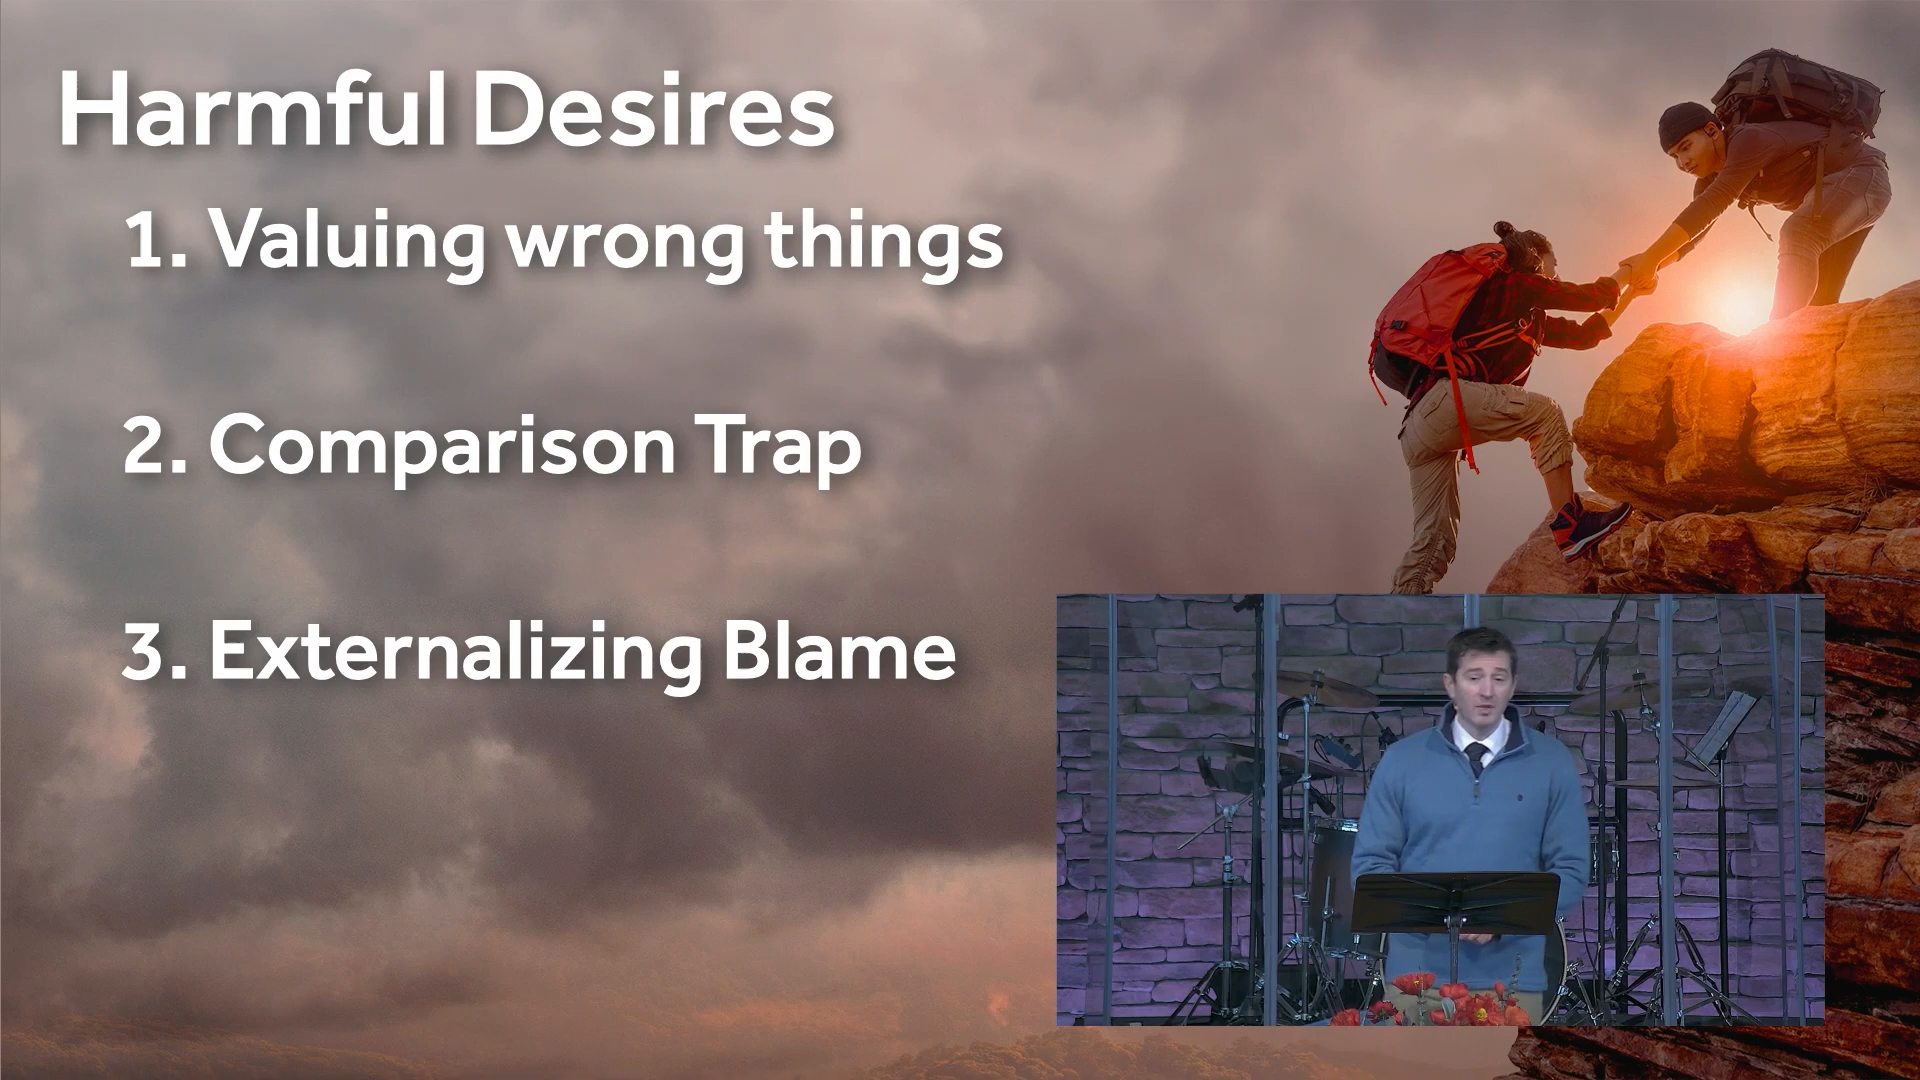 Harmful Desires
1. Valuing wrong things
2. Comparison Trap
3. Externalizing Blame